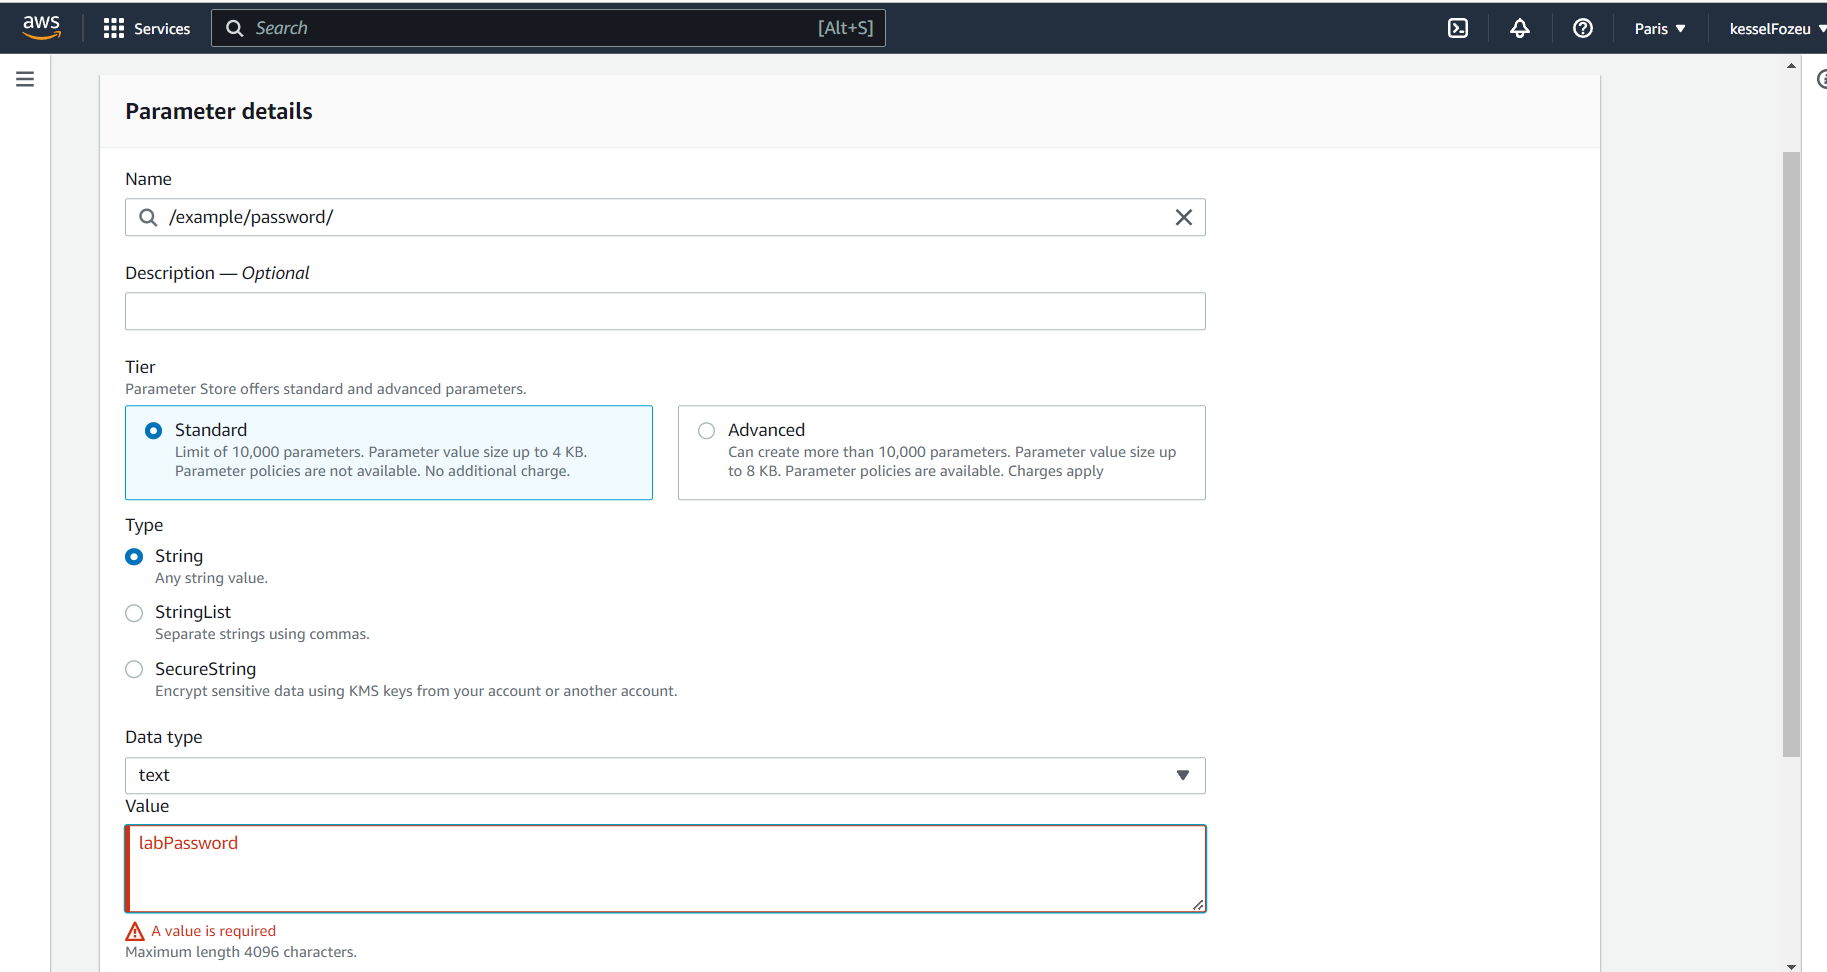 aws Services Search [Alt+S] Paris kesselFozeu
Parameter details
Name
/example/password/
Description — Optional
Tier
Parameter Store offers standard and advanced parameters.
Standard
Limit of 10,000 parameters. Parameter value size up to 4 KB.
Parameter policies are not available. No additional charge.
Advanced
Can create more than 10,000 parameters. Parameter value size up
to 8 KB. Parameter policies are available. Charges apply
Type
String
Any string value.
StringList
Separate strings using commas.
SecureString
Encrypt sensitive data using KMS keys from your account or another account.
Data type
text
Value
labPassword
A value is required
Maximum length 4096 characters.